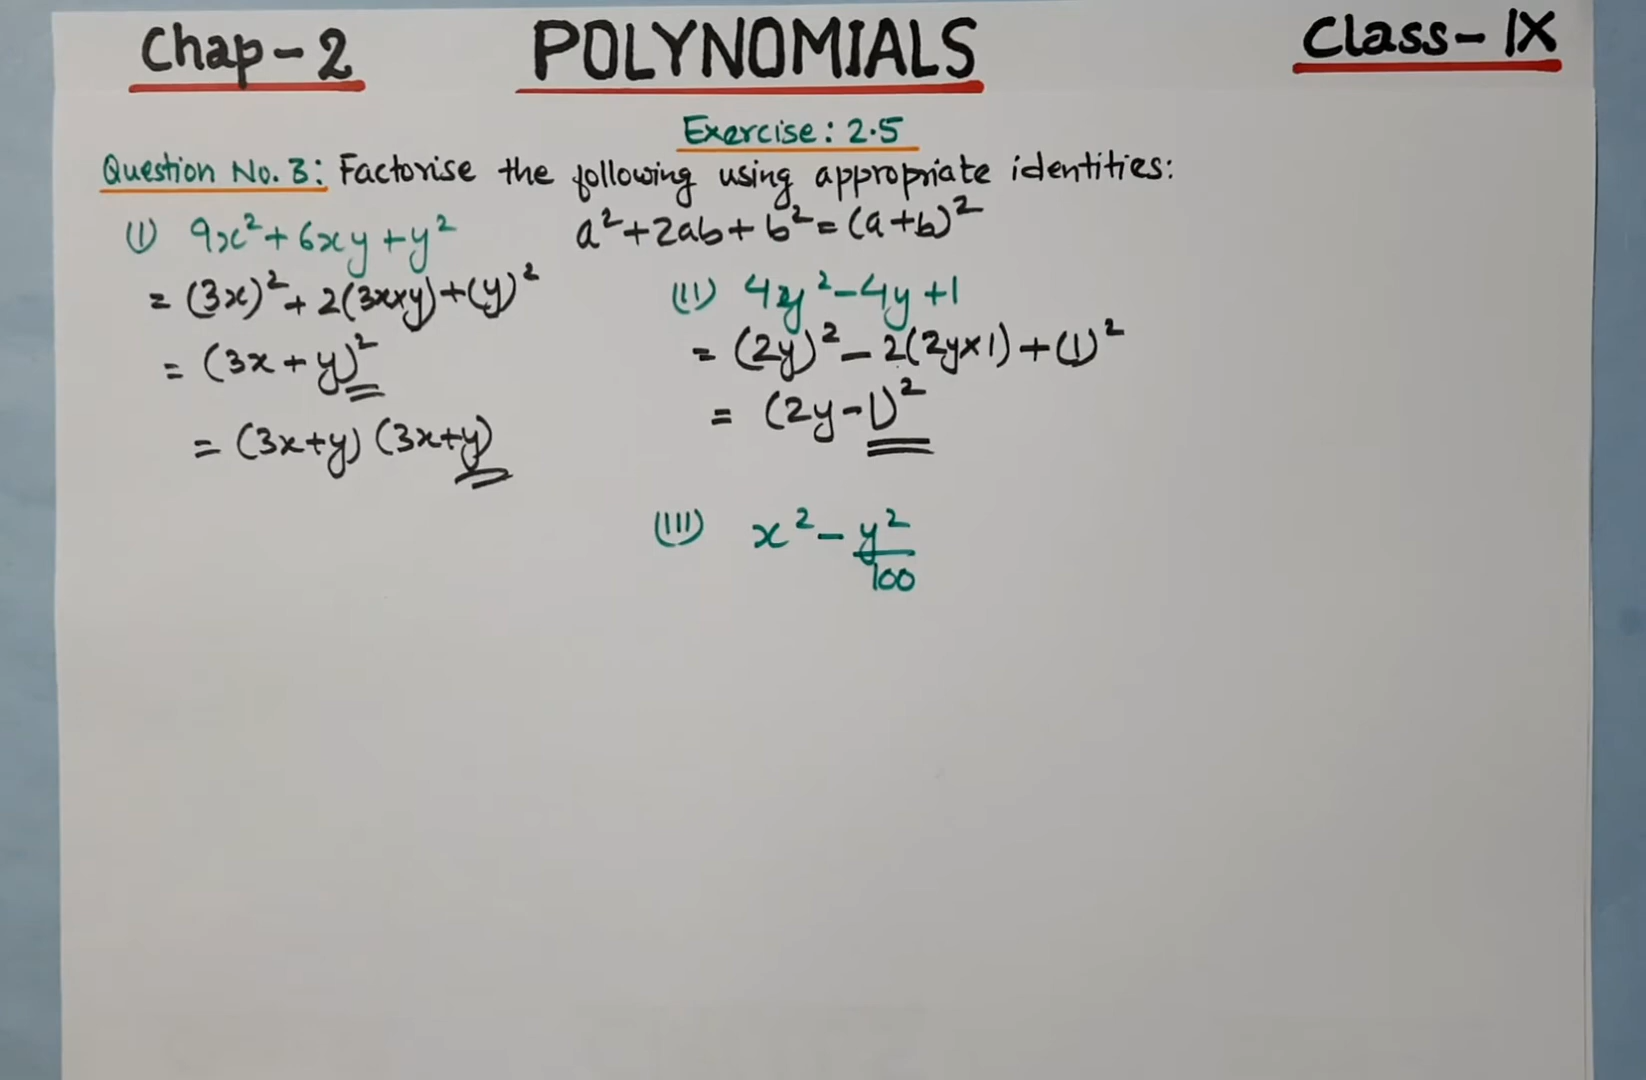 Chap-2 POLYNOMIALS Class-IX
Exercise: 2.5
Question No. 3: Factorise the following using appropriate identities:
(i) 9x²+6xy+y² a²+2ab+b²=(a+b)²
= (3x)²+2(3x×y)+(y)²
= (3x+y)²
= (3x+y)(3x+y)
(ii) 4y²-4y+1
= (2y)²-2(2y×1)+(1)²
= (2y-1)²
(iii) x²-y²/100